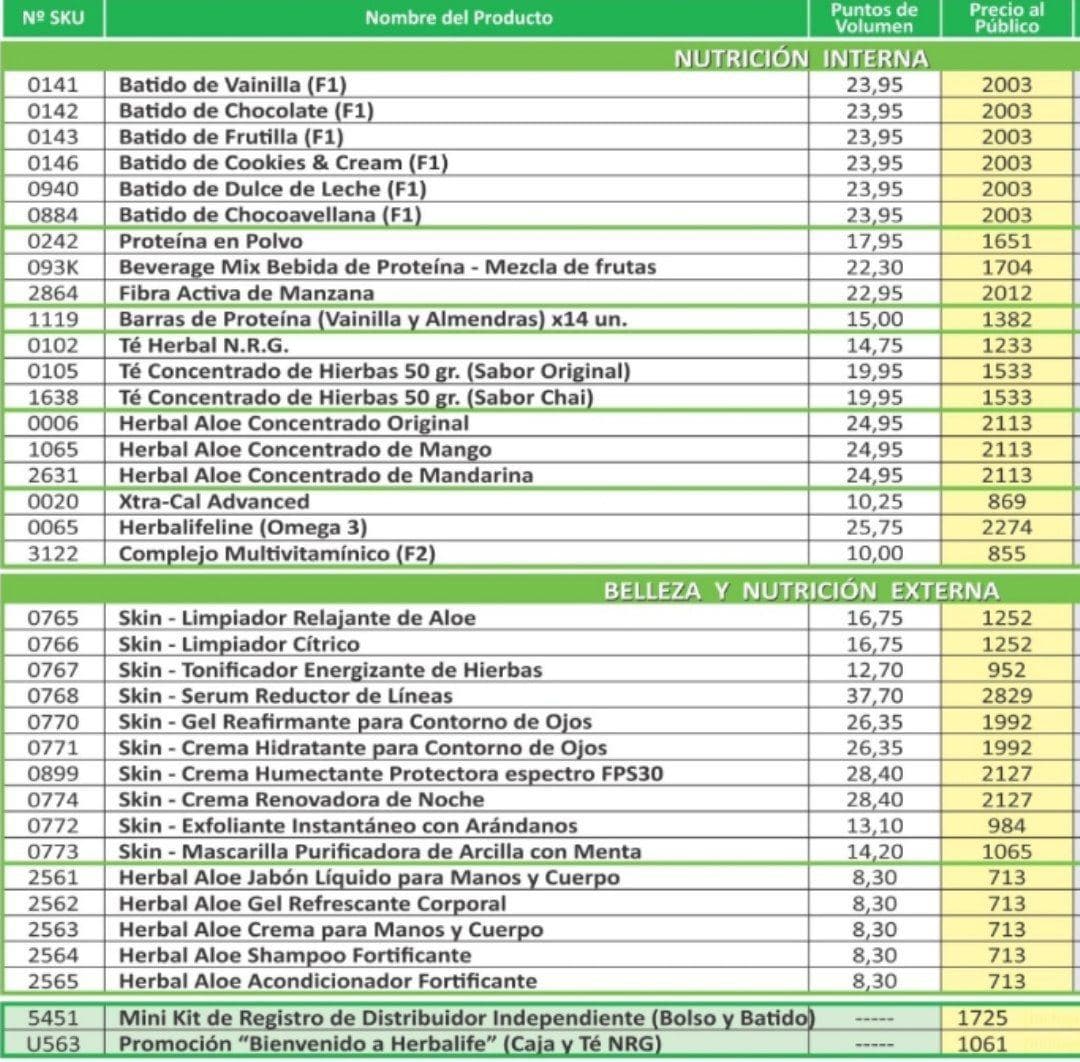 Nº SKU Nombre del Producto Puntos de Volumen Precio al Público
NUTRICIÓN INTERNA
0141 Batido de Vainilla (F1) 23,95 2003
0142 Batido de Chocolate (F1) 23,95 2003
0143 Batido de Frutilla (F1) 23,95 2003
0146 Batido de Cookies & Cream (F1) 23,95 2003
0940 Batido de Dulce de Leche (F1) 23,95 2003
0884 Batido de Chocoavellana (F1) 23,95 2003
0242 Proteína en Polvo 17,95 1651
093K Beverage Mix Bebida de Proteína - Mezcla de frutas 22,30 1704
2864 Fibra Activa de Manzana 22,95 2012
1119 Barras de Proteína (Vainilla y Almendras) x14 un. 15,00 1382
0102 Té Herbal N.R.G. 14,75 1233
0105 Té Concentrado de Hierbas 50 gr. (Sabor Original) 19,95 1533
1638 Té Concentrado de Hierbas 50 gr. (Sabor Chai) 19,95 1533
0006 Herbal Aloe Concentrado Original 24,95 2113
1065 Herbal Aloe Concentrado de Mango 24,95 2113
2631 Herbal Aloe Concentrado de Mandarina 24,95 2113
0020 Xtra-Cal Advanced 10,25 869
0065 Herbalifeline (Omega 3) 25,75 2274
3122 Complejo Multivitamínico (F2) 10,00 855
BELLEZA Y NUTRICIÓN EXTERNA
0765 Skin - Limpiador Relajante de Aloe 16,75 1252
0766 Skin - Limpiador Cítrico 16,75 1252
0767 Skin - Tonificador Energizante de Hierbas 12,70 952
0768 Skin - Serum Reductor de Líneas 37,70 2829
0770 Skin - Gel Reafirmante para Contorno de Ojos 26,35 1992
0771 Skin - Crema Hidratante para Contorno de Ojos 26,35 1992
0899 Skin - Crema Humectante Protectora espectro FPS30 28,40 2127
0774 Skin - Crema Renovadora de Noche 28,40 2127
0772 Skin - Exfoliante Instantáneo con Arándanos 13,10 984
0773 Skin - Mascarilla Purificadora de Arcilla con Menta 14,20 1065
2561 Herbal Aloe Jabón Líquido para Manos y Cuerpo 8,30 713
2562 Herbal Aloe Gel Refrescante Corporal 8,30 713
2563 Herbal Aloe Crema para Manos y Cuerpo 8,30 713
2564 Herbal Aloe Shampoo Fortificante 8,30 713
2565 Herbal Aloe Acondicionador Fortificante 8,30 713
5451 Mini Kit de Registro de Distribuidor Independiente (Bolso y Batido) ----- 1725
U563 Promoción “Bienvenido a Herbalife” (Caja y Té NRG) ----- 1061